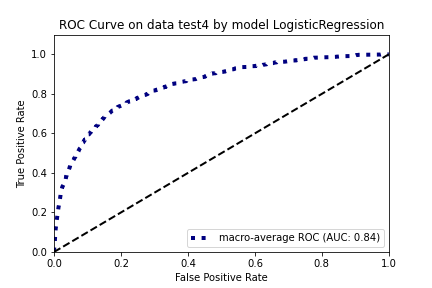 ROC Curve on data test4 by model LogisticRegression
True Positive Rate
1.0
0.8
0.6
0.4
0.2
0.0
macro-average ROC (AUC: 0.84)
0.0 0.2 0.4 0.6 0.8 1.0
False Positive Rate